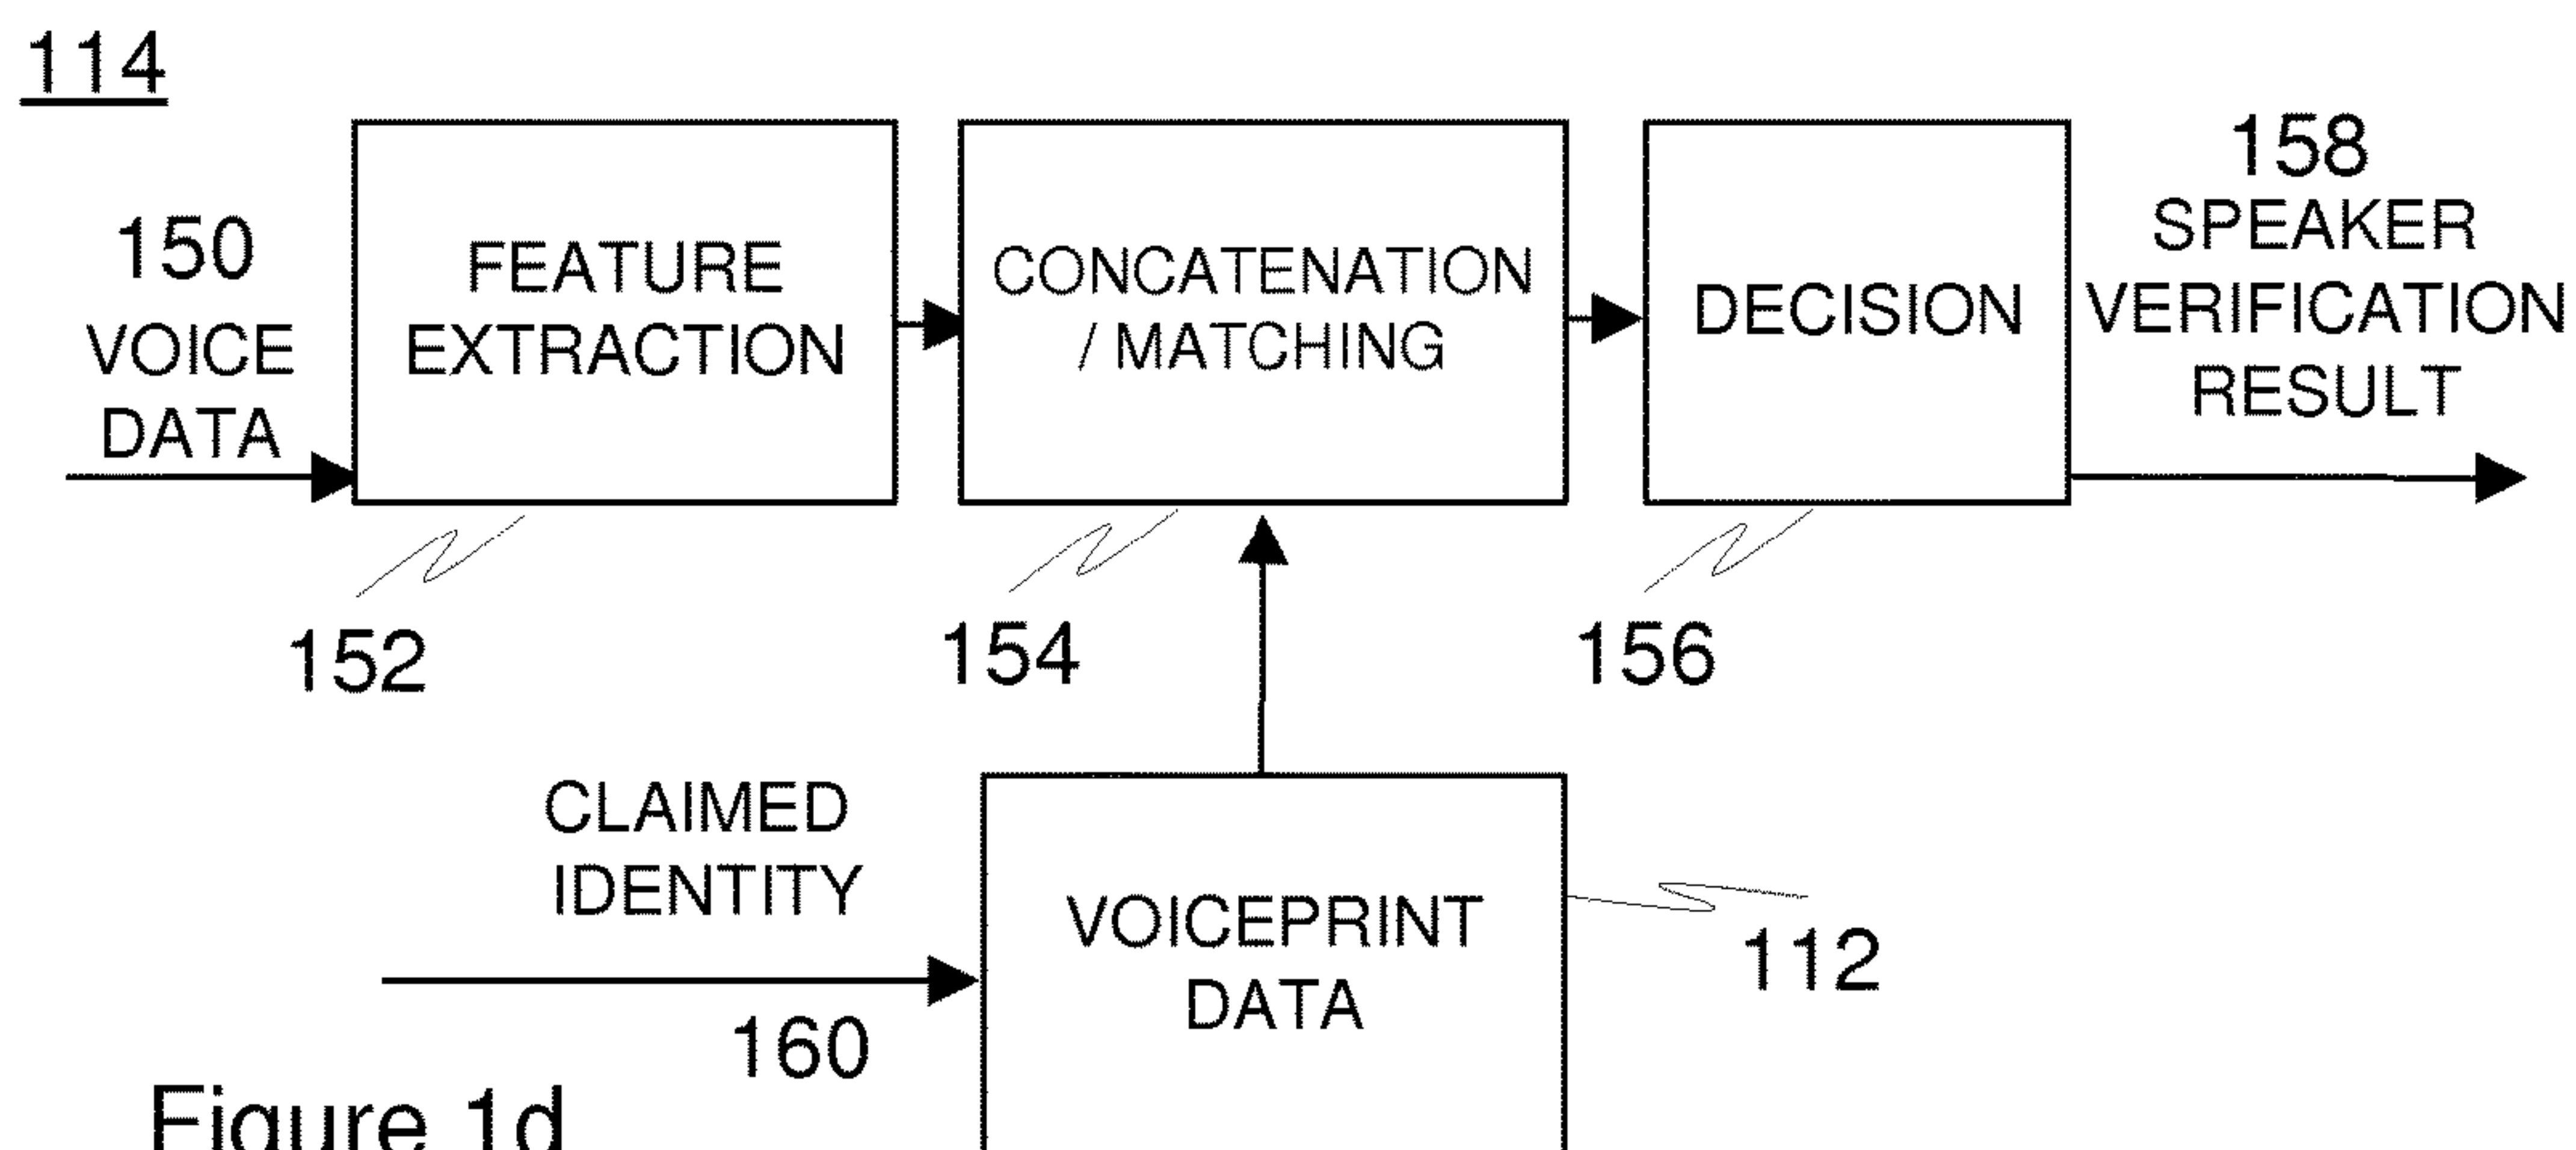 114
150
VOICE
DATA
FEATURE
EXTRACTION
CONCATENATION
/ MATCHING
DECISION
158
SPEAKER
VERIFICATION
RESULT
152
154
156
CLAIMED
IDENTITY
160
VOICEPRINT
DATA
112
Figure 1d